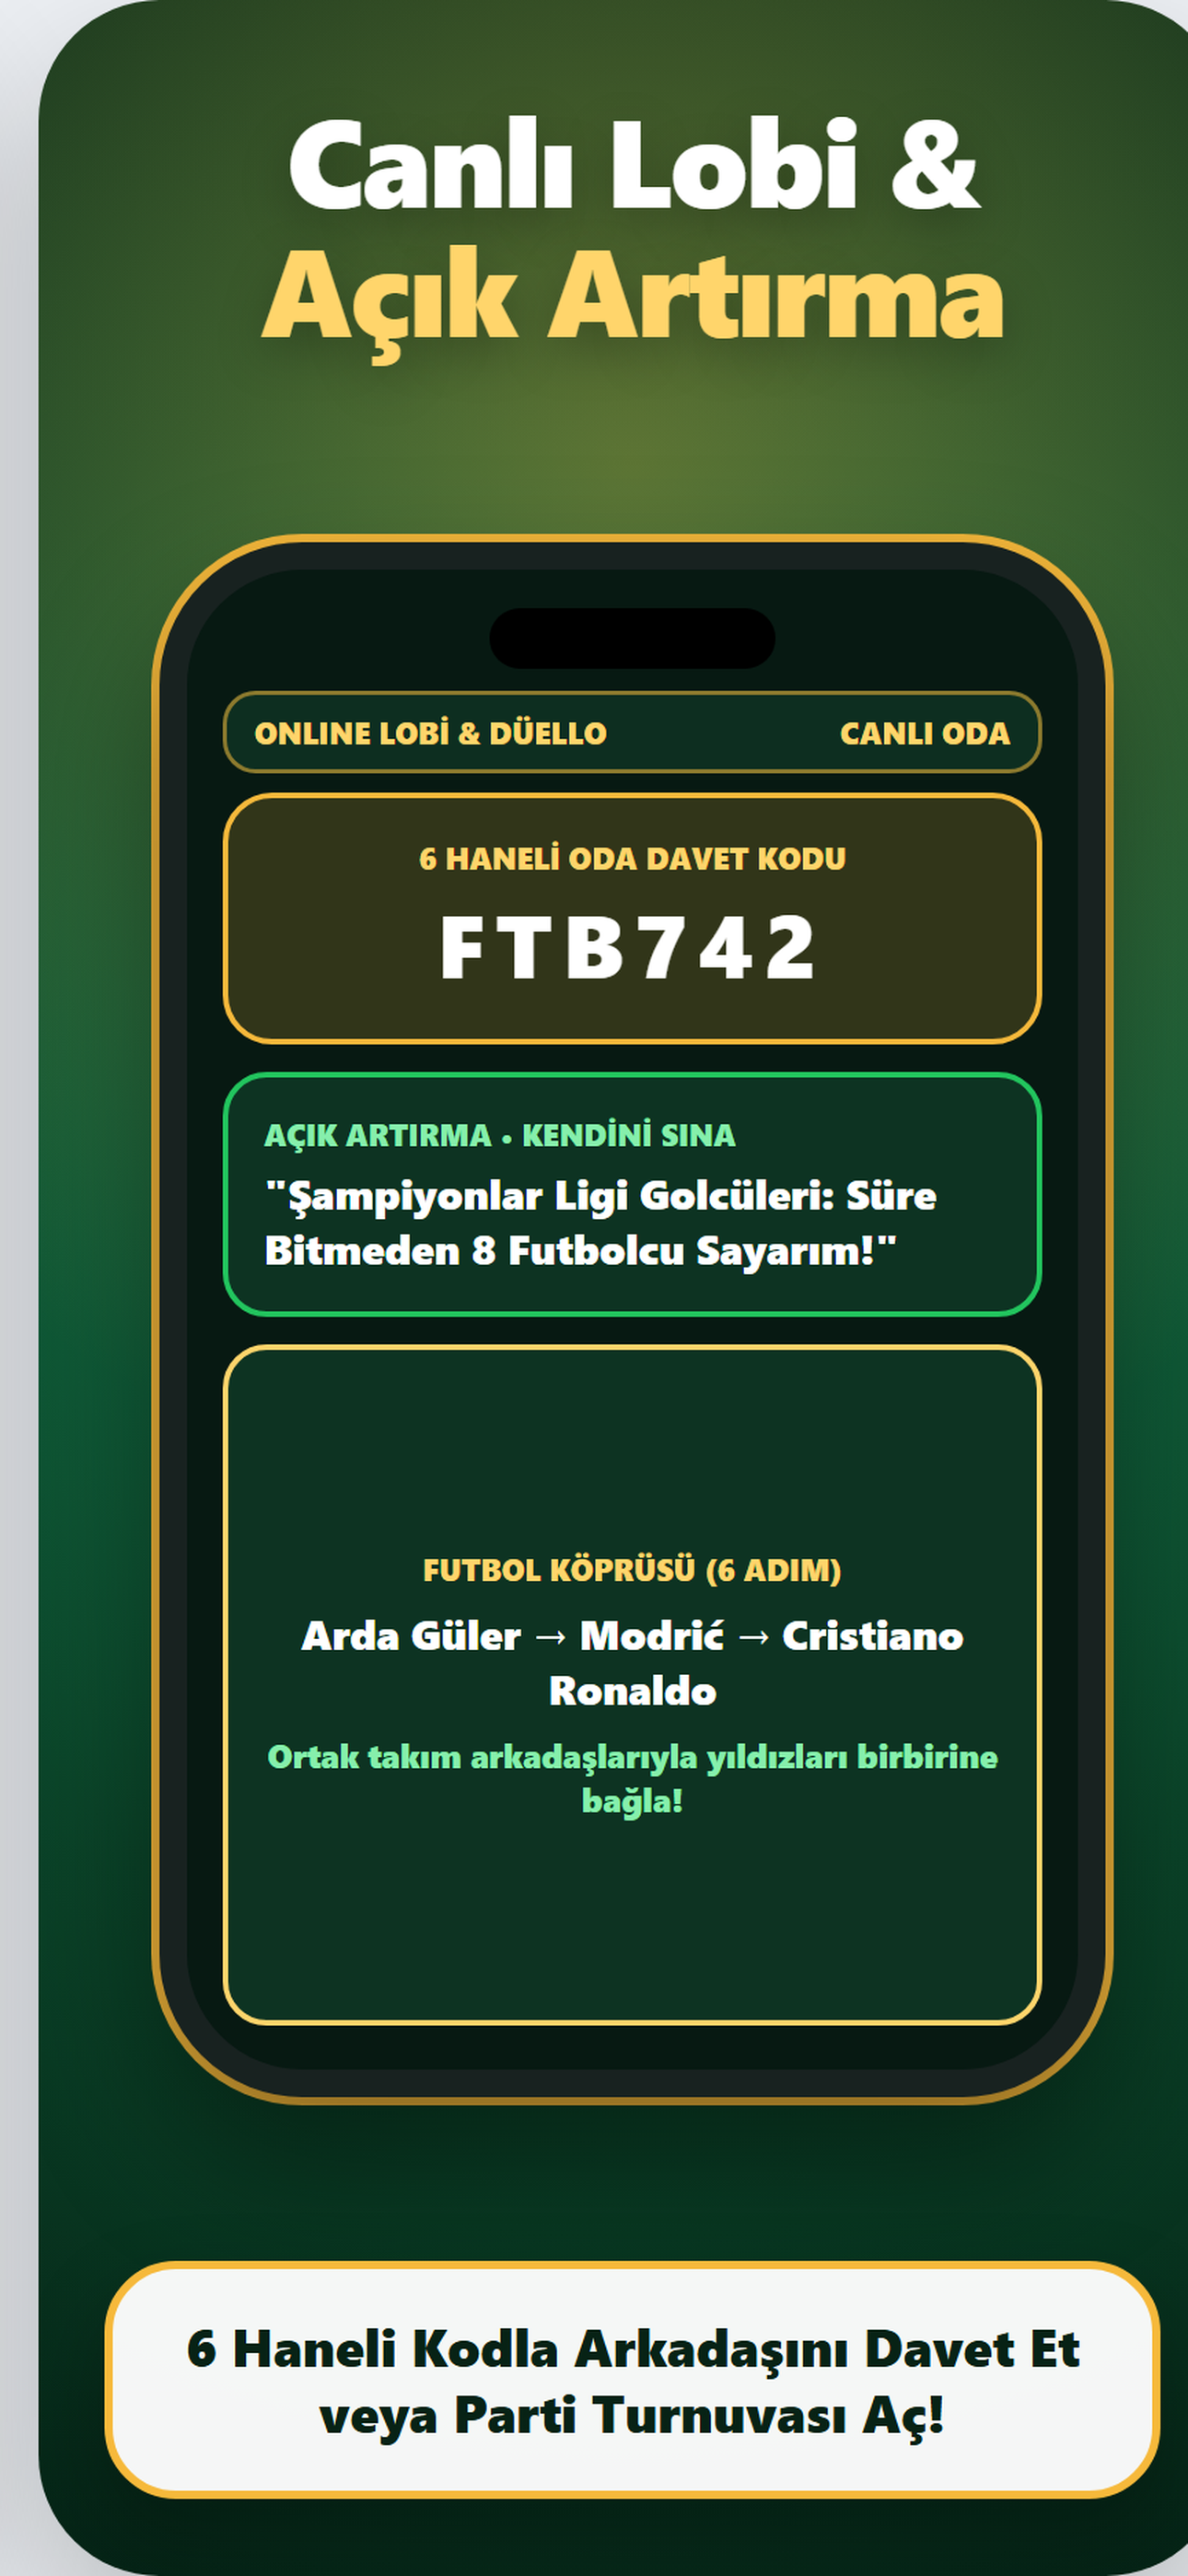 Canlı Lobi &
Açık Artırma
ONLINE LOBİ & DÜELLO
CANLI ODA
6 HANELİ ODA DAVET KODU
FTB742
AÇIK ARTIRMA • KENDİNİ SINA
"Şampiyonlar Ligi Golcüleri: Süre
Bitmeden 8 Futbolcu Sayarım!"
FUTBOL KÖPRÜSÜ (6 ADIM)
Arda Güler → Modrić → Cristiano
Ronaldo
Ortak takım arkadaşlarıyla yıldızları birbirine
bağla!
6 Haneli Kodla Arkadaşını Davet Et
veya Parti Turnuvası Aç!